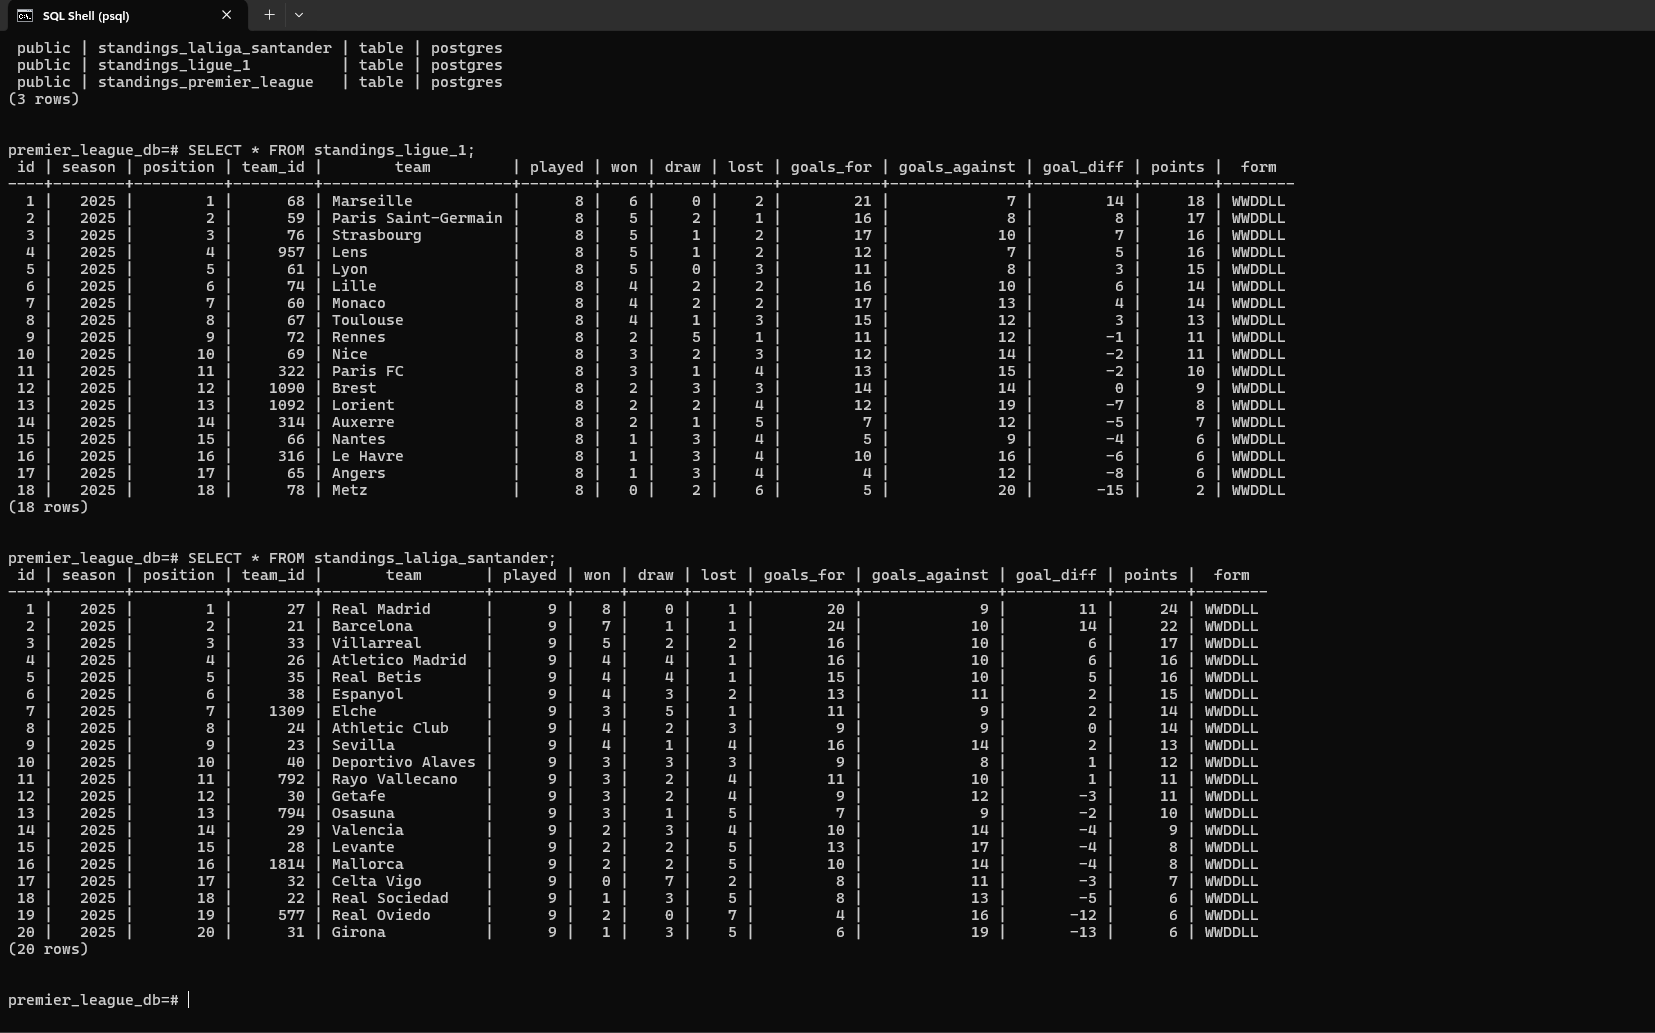 SQL Shell (psql)
 public | standings_laliga_santander | table | postgres
 public | standings_ligue_1          | table | postgres
 public | standings_premier_league   | table | postgres
(3 rows)
premier_league_db=# SELECT * FROM standings_ligue_1;
 id | season | position | team_id |        team         | played | won | draw | lost | goals_for | goals_against | goal_diff | points |  form
----+--------+----------+---------+---------------------+--------+-----+------+------+-----------+---------------+-----------+--------+--------
  1 |   2025 |        1 |      68 | Marseille           |      8 |   6 |    0 |    2 |        21 |             7 |        14 |     18 | WWDDLL
  2 |   2025 |        2 |      59 | Paris Saint-Germain |      8 |   5 |    2 |    1 |        16 |             8 |         8 |     17 | WWDDLL
  3 |   2025 |        3 |      76 | Strasbourg          |      8 |   5 |    1 |    2 |        17 |            10 |         7 |     16 | WWDDLL
  4 |   2025 |        4 |     957 | Lens                |      8 |   5 |    1 |    2 |        12 |             7 |         5 |     16 | WWDDLL
  5 |   2025 |        5 |      61 | Lyon                |      8 |   5 |    0 |    3 |        11 |             8 |         3 |     15 | WWDDLL
  6 |   2025 |        6 |      74 | Lille               |      8 |   4 |    2 |    2 |        16 |            10 |         6 |     14 | WWDDLL
  7 |   2025 |        7 |      60 | Monaco              |      8 |   4 |    2 |    2 |        17 |            13 |         4 |     14 | WWDDLL
  8 |   2025 |        8 |      67 | Toulouse            |      8 |   4 |    1 |    3 |        15 |            12 |         3 |     13 | WWDDLL
  9 |   2025 |        9 |      72 | Rennes              |      8 |   2 |    5 |    1 |        11 |            12 |        -1 |     11 | WWDDLL
 10 |   2025 |       10 |      69 | Nice                |      8 |   3 |    2 |    3 |        12 |            14 |        -2 |     11 | WWDDLL
 11 |   2025 |       11 |     322 | Paris FC            |      8 |   3 |    1 |    4 |        13 |            15 |        -2 |     10 | WWDDLL
 12 |   2025 |       12 |    1090 | Brest               |      8 |   2 |    3 |    3 |        14 |            14 |         0 |      9 | WWDDLL
 13 |   2025 |       13 |    1092 | Lorient             |      8 |   2 |    2 |    4 |        12 |            19 |        -7 |      8 | WWDDLL
 14 |   2025 |       14 |     314 | Auxerre             |      8 |   2 |    1 |    5 |         7 |            12 |        -5 |      7 | WWDDLL
 15 |   2025 |       15 |      66 | Nantes              |      8 |   1 |    3 |    4 |         5 |             9 |        -4 |      6 | WWDDLL
 16 |   2025 |       16 |     316 | Le Havre            |      8 |   1 |    3 |    4 |        10 |            16 |        -6 |      6 | WWDDLL
 17 |   2025 |       17 |      65 | Angers              |      8 |   1 |    3 |    4 |         4 |            12 |        -8 |      6 | WWDDLL
 18 |   2025 |       18 |      78 | Metz                |      8 |   0 |    2 |    6 |         5 |            20 |       -15 |      2 | WWDDLL
(18 rows)
premier_league_db=# SELECT * FROM standings_laliga_santander;
 id | season | position | team_id |       team       | played | won | draw | lost | goals_for | goals_against | goal_diff | points |  form
----+--------+----------+---------+------------------+--------+-----+------+------+-----------+---------------+-----------+--------+--------
  1 |   2025 |        1 |      27 | Real Madrid      |      9 |   8 |    0 |    1 |        20 |             9 |        11 |     24 | WWDDLL
  2 |   2025 |        2 |      21 | Barcelona        |      9 |   7 |    1 |    1 |        24 |            10 |        14 |     22 | WWDDLL
  3 |   2025 |        3 |      33 | Villarreal       |      9 |   5 |    2 |    2 |        16 |            10 |         6 |     17 | WWDDLL
  4 |   2025 |        4 |      26 | Atletico Madrid  |      9 |   4 |    4 |    1 |        16 |            10 |         6 |     16 | WWDDLL
  5 |   2025 |        5 |      35 | Real Betis       |      9 |   4 |    4 |    1 |        15 |            10 |         5 |     16 | WWDDLL
  6 |   2025 |        6 |      38 | Espanyol         |      9 |   4 |    3 |    2 |        13 |            11 |         2 |     15 | WWDDLL
  7 |   2025 |        7 |    1309 | Elche            |      9 |   3 |    5 |    1 |        11 |             9 |         2 |     14 | WWDDLL
  8 |   2025 |        8 |      24 | Athletic Club    |      9 |   4 |    2 |    3 |         9 |             9 |         0 |     14 | WWDDLL
  9 |   2025 |        9 |      23 | Sevilla          |      9 |   4 |    1 |    4 |        16 |            14 |         2 |     13 | WWDDLL
 10 |   2025 |       10 |      40 | Deportivo Alaves |      9 |   3 |    3 |    3 |         9 |             8 |         1 |     12 | WWDDLL
 11 |   2025 |       11 |     792 | Rayo Vallecano   |      9 |   3 |    2 |    4 |        11 |            10 |         1 |     11 | WWDDLL
 12 |   2025 |       12 |      30 | Getafe           |      9 |   3 |    2 |    4 |         9 |            12 |        -3 |     11 | WWDDLL
 13 |   2025 |       13 |     794 | Osasuna          |      9 |   3 |    1 |    5 |         7 |             9 |        -2 |     10 | WWDDLL
 14 |   2025 |       14 |      29 | Valencia         |      9 |   2 |    3 |    4 |        10 |            14 |        -4 |      9 | WWDDLL
 15 |   2025 |       15 |      28 | Levante          |      9 |   2 |    2 |    5 |        13 |            17 |        -4 |      8 | WWDDLL
 16 |   2025 |       16 |    1814 | Mallorca         |      9 |   2 |    2 |    5 |        10 |            14 |        -4 |      8 | WWDDLL
 17 |   2025 |       17 |      32 | Celta Vigo       |      9 |   0 |    7 |    2 |         8 |            11 |        -3 |      7 | WWDDLL
 18 |   2025 |       18 |      22 | Real Sociedad    |      9 |   1 |    3 |    5 |         8 |            13 |        -5 |      6 | WWDDLL
 19 |   2025 |       19 |     577 | Real Oviedo      |      9 |   2 |    0 |    7 |         4 |            16 |       -12 |      6 | WWDDLL
 20 |   2025 |       20 |      31 | Girona           |      9 |   1 |    3 |    5 |         6 |            19 |       -13 |      6 | WWDDLL
(20 rows)
premier_league_db=#